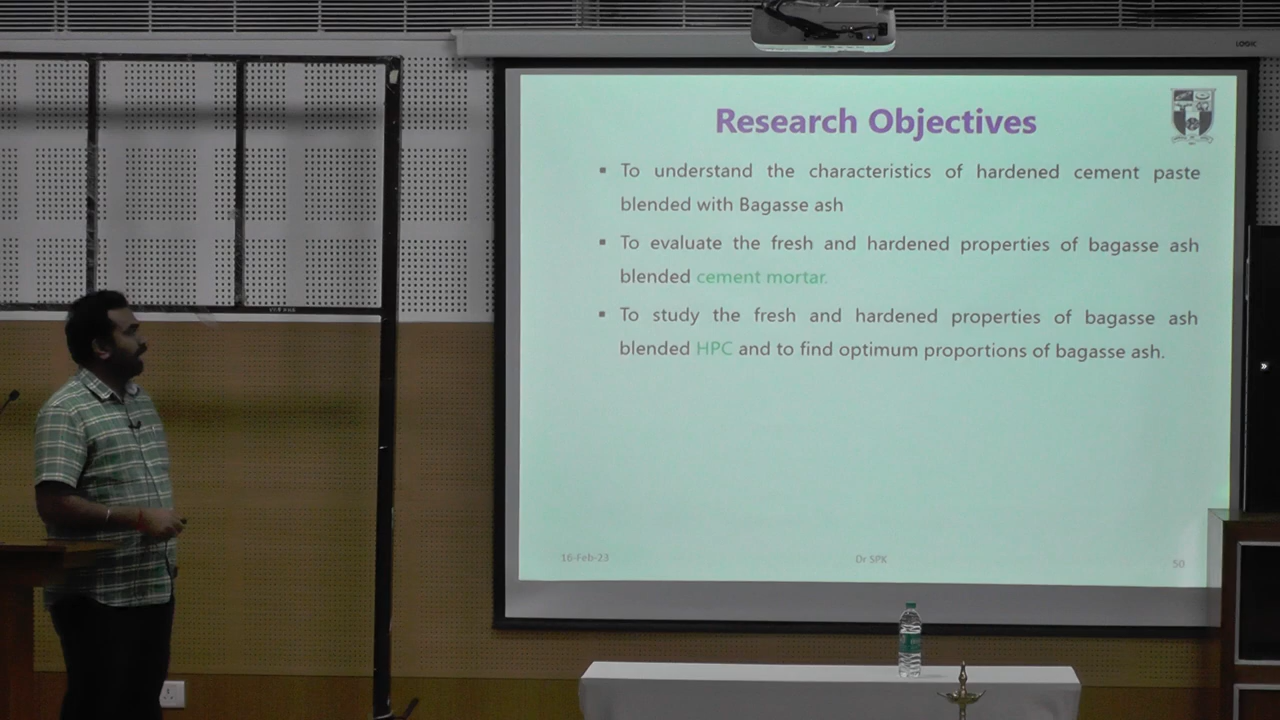 LOGIC
Research Objectives
▪ To understand the characteristics of hardened cement paste
blended with Bagasse ash
▪ To evaluate the fresh and hardened properties of bagasse ash
blended cement mortar.
▪ To study the fresh and hardened properties of bagasse ash
blended HPC and to find optimum proportions of bagasse ash.
16-Feb-23
Dr SPK
50